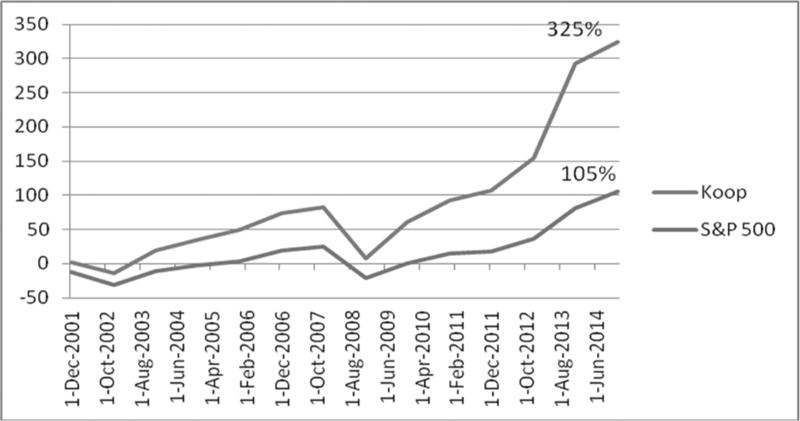 350
300
250
200
150
100
50
0
-50
325%
105%
Koop
S&P 500
1-Dec-2001
1-Oct-2002
1-Aug-2003
1-Jun-2004
1-Apr-2005
1-Feb-2006
1-Dec-2006
1-Oct-2007
1-Aug-2008
1-Jun-2009
1-Apr-2010
1-Feb-2011
1-Dec-2011
1-Oct-2012
1-Aug-2013
1-Jun-2014